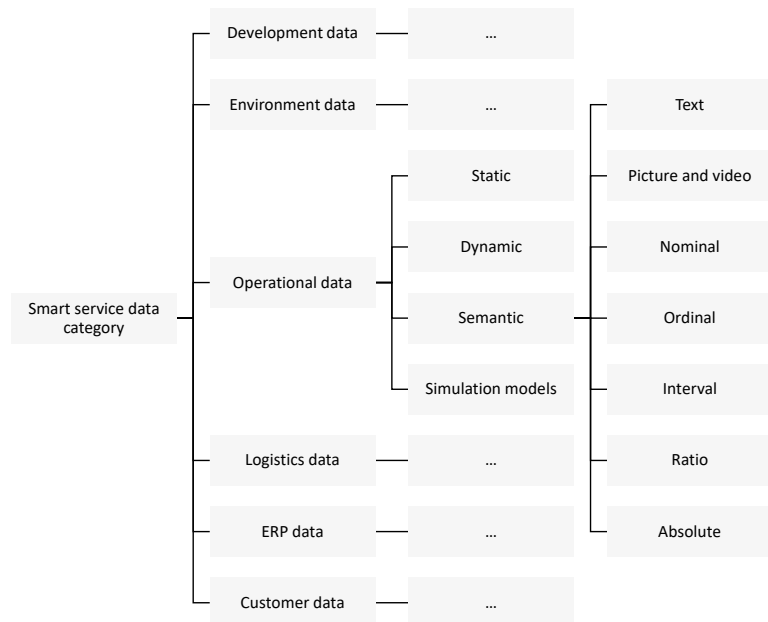 Development data
...
Environment data
...
Text
Static
Picture and video
Dynamic
Nominal
Operational data
Smart service data
category
Semantic
Ordinal
Simulation models
Interval
Logistics data
...
Ratio
ERP data
...
Absolute
Customer data
...